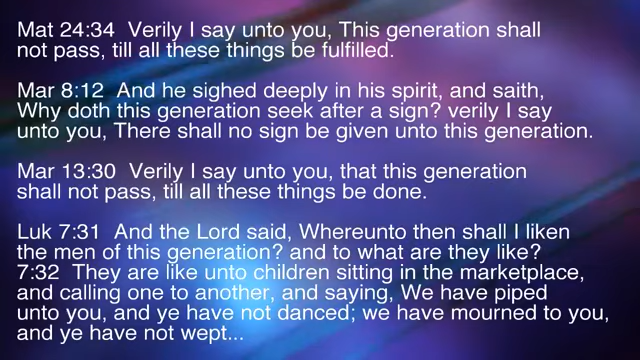 Mat 24:34  Verily I say unto you, This generation shall
not pass, till all these things be fulfilled.
Mar 8:12  And he sighed deeply in his spirit, and saith,
Why doth this generation seek after a sign? verily I say
unto you, There shall no sign be given unto this generation.
Mar 13:30  Verily I say unto you, that this generation
shall not pass, till all these things be done.
Luk 7:31  And the Lord said, Whereunto then shall I liken
the men of this generation? and to what are they like?
7:32  They are like unto children sitting in the marketplace,
and calling one to another, and saying, We have piped
unto you, and ye have not danced; we have mourned to you,
and ye have not wept...